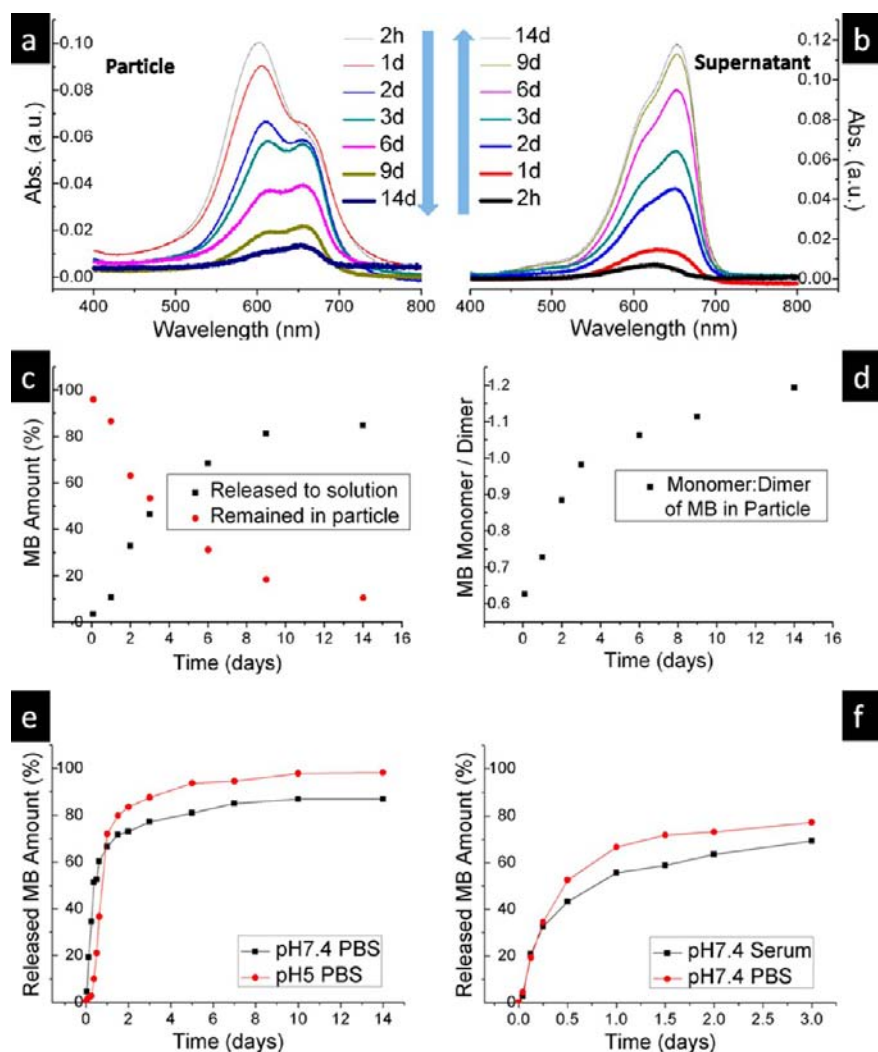 a
Particle
2h
1d
2d
3d
6d
9d
14d
Abs. (a.u.)
0.10
0.08
0.06
0.04
0.02
0.00
400 500 600 700 800
Wavelength (nm)
b
Supernatant
14d
9d
6d
3d
2d
1d
2h
Abs. (a.u.)
0.12
0.10
0.08
0.06
0.04
0.02
0.00
400 500 600 700 800
Wavelength (nm)
c
MB Amount (%)
100
80
60
40
20
0
Released to solution
Remained in particle
0 2 4 6 8 10 12 14 16
Time (days)
d
MB Monomer / Dimer
1.2
1.1
1.0
0.9
0.8
0.7
0.6
Monomer:Dimer
of MB in Particle
0 2 4 6 8 10 12 14 16
Time (days)
e
Released MB Amount (%)
100
80
60
40
20
0
pH7.4 PBS
pH5 PBS
0 2 4 6 8 10 12 14
Time (days)
f
Released MB Amount (%)
100
80
60
40
20
0
pH7.4 Serum
pH7.4 PBS
0.0 0.5 1.0 1.5 2.0 2.5 3.0
Time (days)